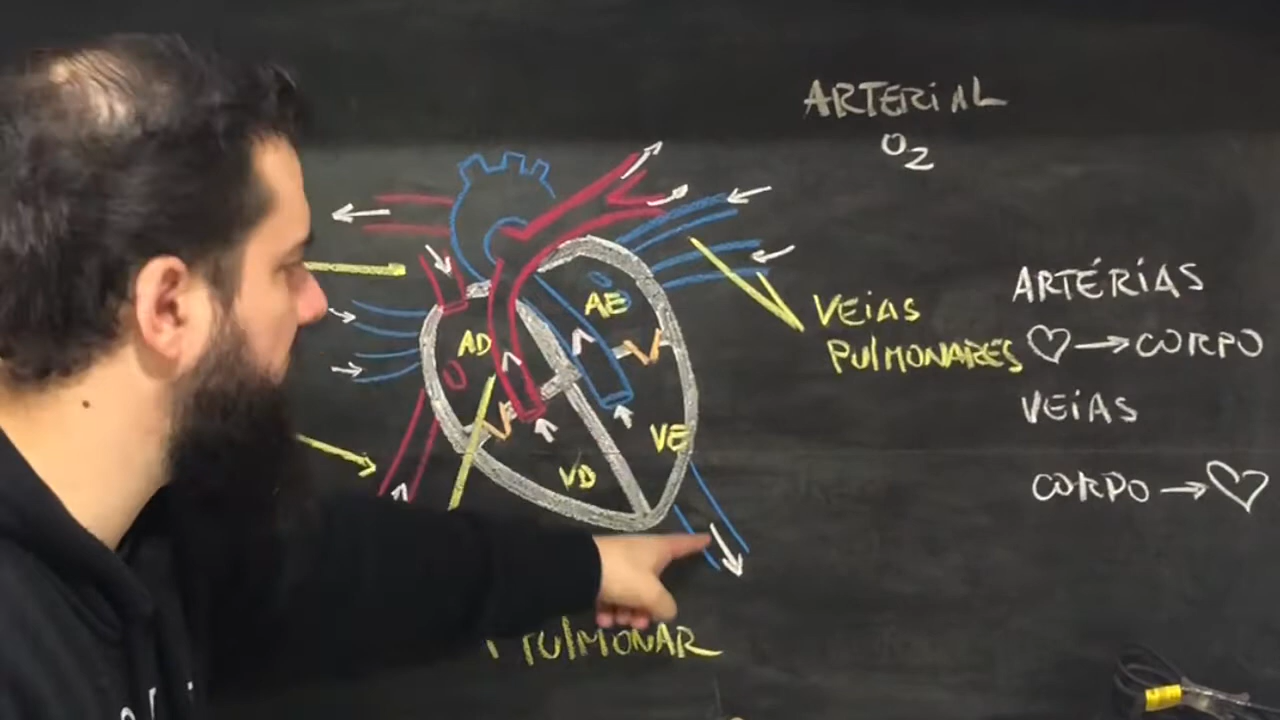 ARTERIAL
O2
AE
AD
VE
VD
VEIAS
PULMONARES
ARTÉRIAS
♡→CORPO
VEIAS
CORPO→♡
PULMONAR